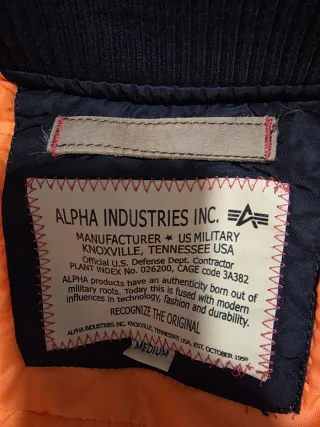 ALPHA INDUSTRIES INC.
MANUFACTURER ★ US MILITARY
KNOXVILLE, TENNESSEE USA
Official U.S. Defense Dept. Contractor
PLANT INDEX No. 026200, CAGE code 3A382
ALPHA products have an authenticity born out of
military roots. Today this is fused with modern
influences in technology, fashion and durability.
RECOGNIZE THE ORIGINAL
ALPHA INDUSTRIES INC. KNOXVILLE, TENNESSEE USA, EST. OCTOBER 1959
MEDIUM